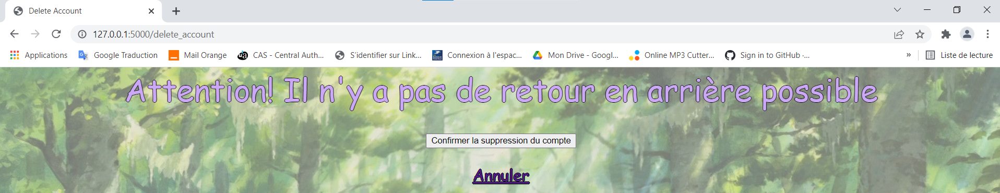 Delete Account
127.0.0.1:5000/delete_account
Applications Google Traduction Mail Orange CAS - Central Auth... S'identifier sur Link... Connexion à l'espac... Mon Drive - Googl... Online MP3 Cutter... Sign in to GitHub ·... » Liste de lecture
Attention! Il n'y a pas de retour en arrière possible
Confirmer la suppression du compte
Annuler